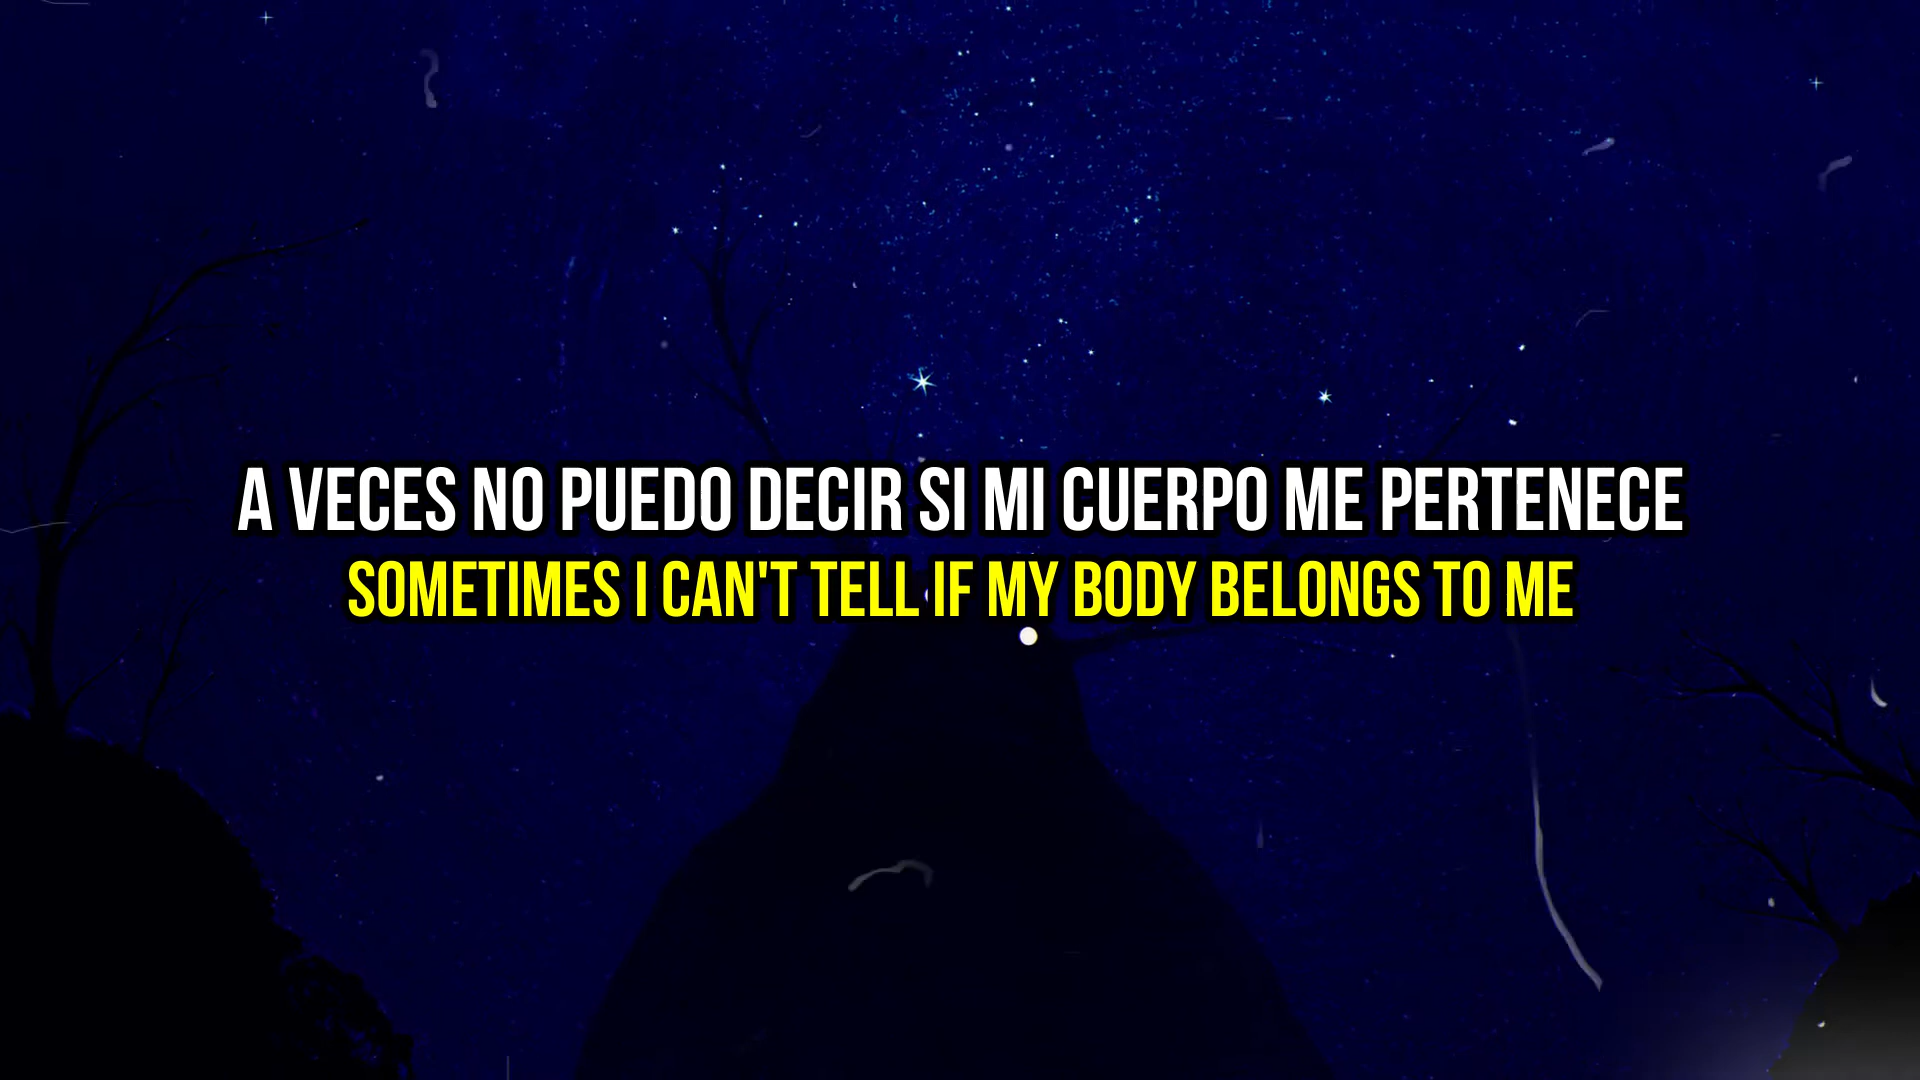 A VECES NO PUEDO DECIR SI MI CUERPO ME PERTENECE
SOMETIMES I CAN'T TELL IF MY BODY BELONGS TO ME